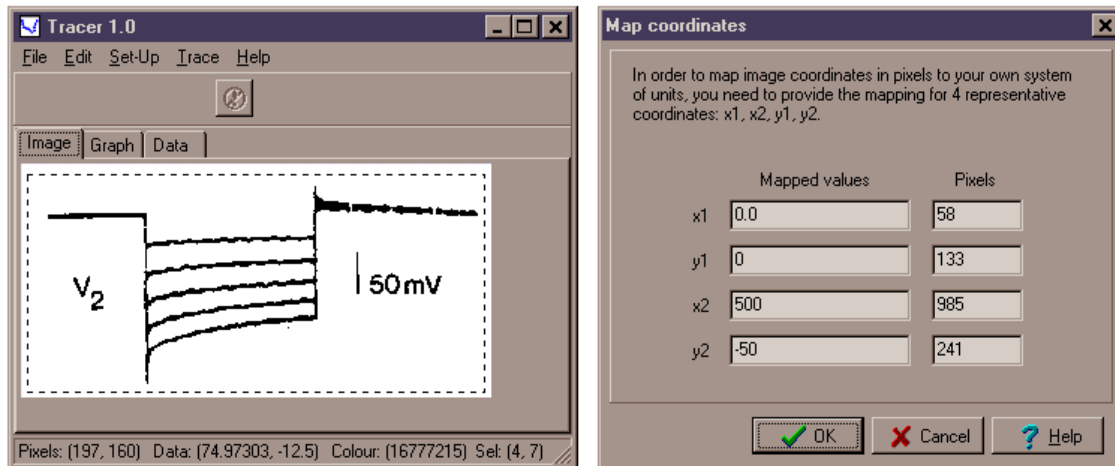 Tracer 1.0
File Edit Set-Up Trace Help
Image Graph Data
V2
50mV
Pixels: (197, 160) Data: (74.97303, -12.5) Colour: (16777215) Sel: (4, 7)
Map coordinates
In order to map image coordinates in pixels to your own system
of units, you need to provide the mapping for 4 representative
coordinates: x1, x2, y1, y2.
Mapped values Pixels
x1 0.0 58
y1 0 133
x2 500 985
y2 -50 241
OK Cancel Help